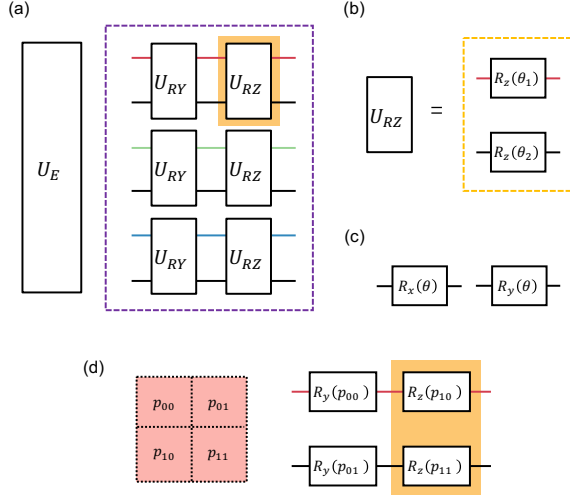 (a)
U_E
U_RY U_RZ
U_RY U_RZ
U_RY U_RZ
(b)
U_RZ =
R_z(θ_1)
R_z(θ_2)
(c)
R_x(θ) R_y(θ)
(d)
p_00 p_01
p_10 p_11
R_y(p_00) R_z(p_10)
R_y(p_01) R_z(p_11)